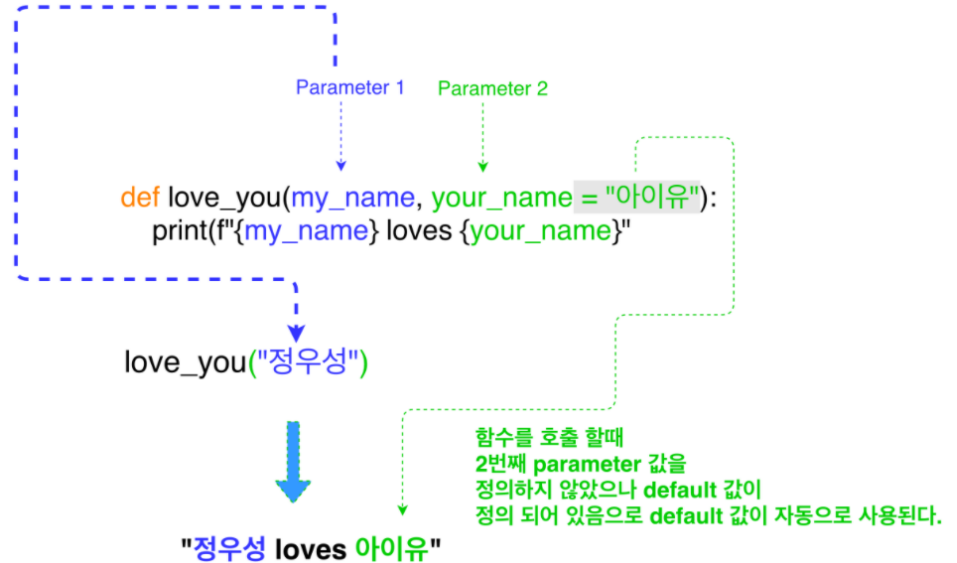 Parameter 1 Parameter 2
def love_you(my_name, your_name = "아이유"):
print(f"{my_name} loves {your_name}"
love_you("정우성")
함수를 호출 할때
2번째 parameter 값을
정의하지 않았으나 default 값이
정의 되어 있음으로 default 값이 자동으로 사용된다.
"정우성 loves 아이유"